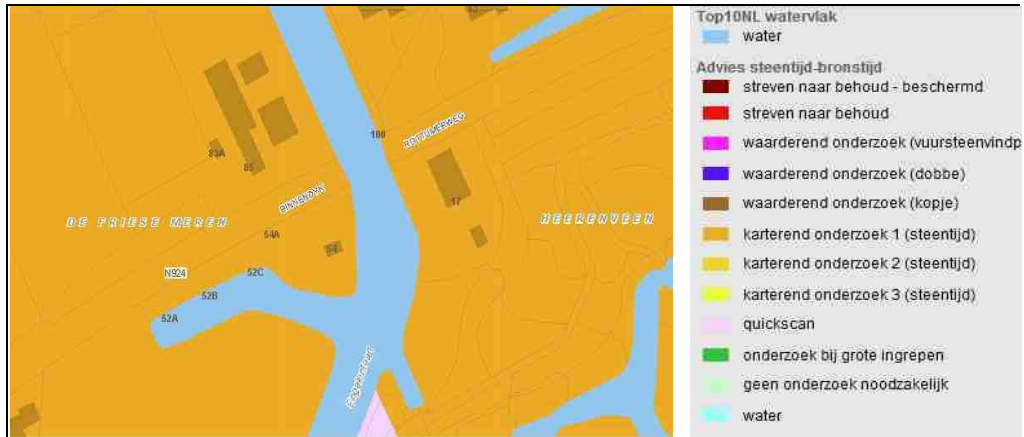 100
ROTTUMERWEG
83A
85
BINNENDYK
17
DE FRIESE MEREN
HEERENVEEN
54A
54
N924
52C
52B
52A
Engelenfeart
Top10NL watervlak
water
Advies steentijd-bronstijd
streven naar behoud - beschermd
streven naar behoud
waarderend onderzoek (vuursteenvindp
waarderend onderzoek (dobbe)
waarderend onderzoek (kopje)
karterend onderzoek 1 (steentijd)
karterend onderzoek 2 (steentijd)
karterend onderzoek 3 (steentijd)
quickscan
onderzoek bij grote ingrepen
geen onderzoek noodzakelijk
water